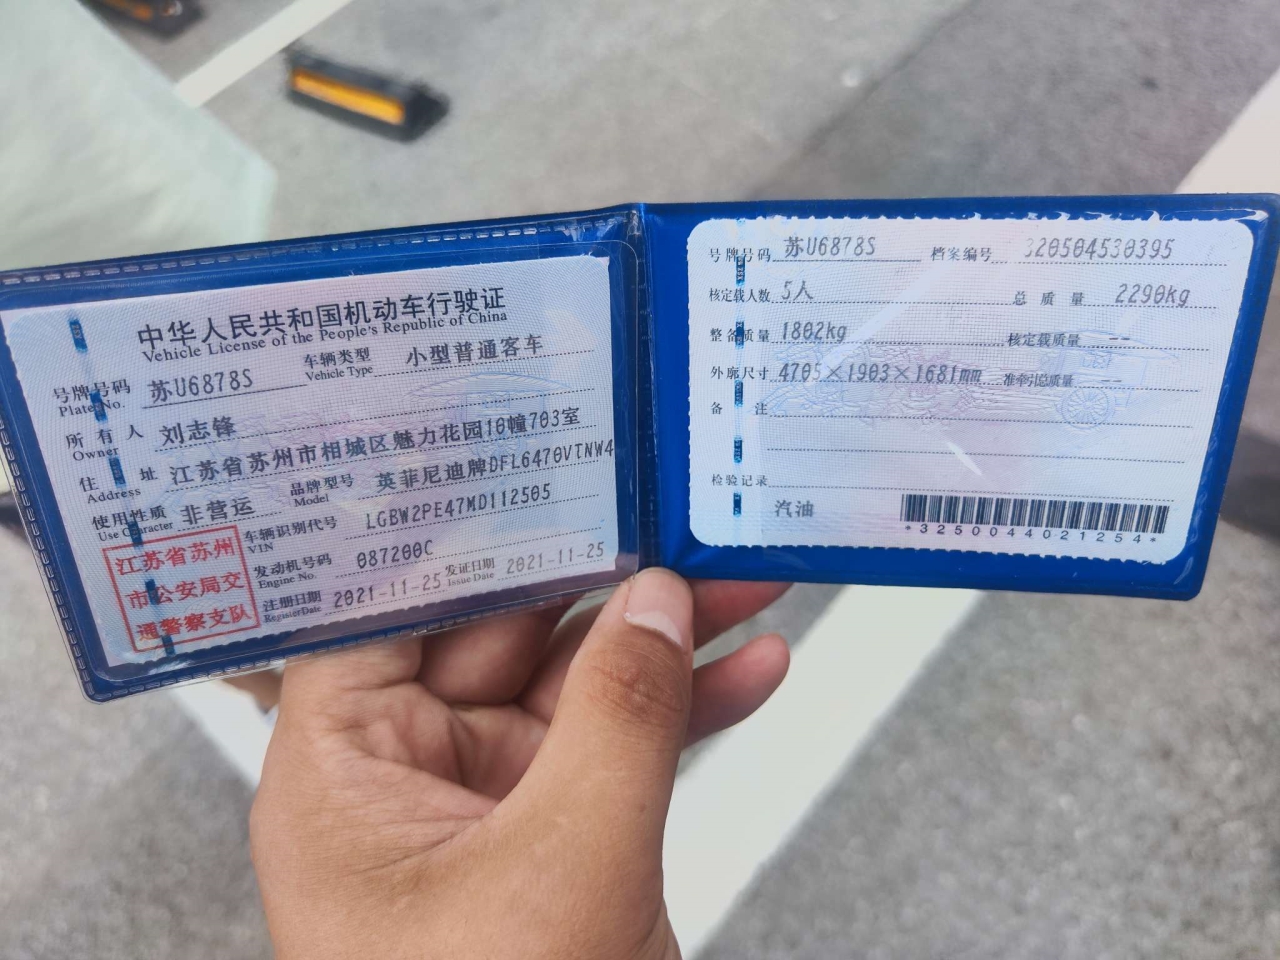 中华人民共和国机动车行驶证
Vehicle License of the People's Republic of China
号牌号码 苏U6878S 车辆类型 小型普通客车
Plate No. Vehicle Type
所有人 刘志锋
Owner
住址 江苏省苏州市相城区魅力花园10幢703室
Address
使用性质 非营运 品牌型号 英菲尼迪牌DFL6470VTNW4
Use Character Model
车辆识别代号 LGBW2PE47MD112505
VIN
发动机号码 087200C
Engine No.
注册日期 2021-11-25 发证日期 2021-11-25
Register Date Issue Date
江苏省苏州
市公安局交
通警察支队
号牌号码 苏U6878S 档案编号 320504530395
核定载人数 5人 总质量 2290kg
整备质量 1802kg 核定载质量 --
外廓尺寸 4705×1903×1681mm 准牵引总质量 --
备注
检验记录
汽油
*3250044021254*